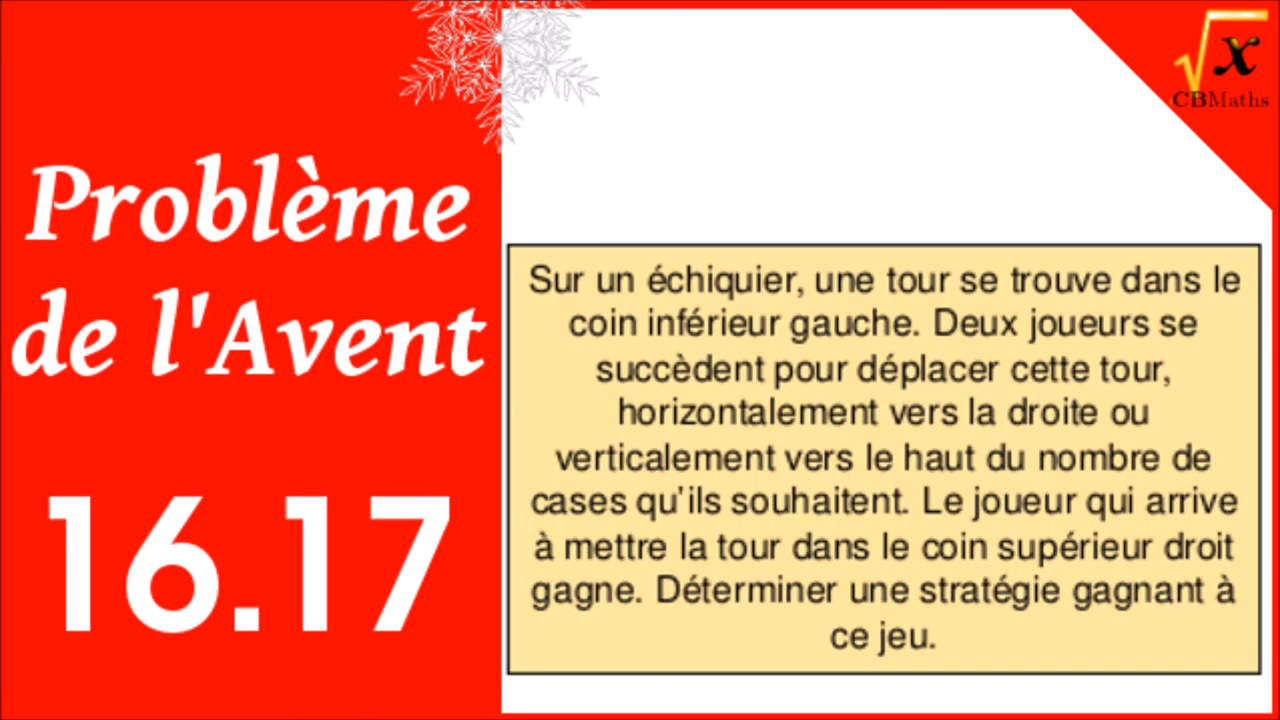 Problème
de l'Avent
16.17
x
CBMaths
Sur un échiquier, une tour se trouve dans le
coin inférieur gauche. Deux joueurs se
succèdent pour déplacer cette tour,
horizontalement vers la droite ou
verticalement vers le haut du nombre de
cases qu'ils souhaitent. Le joueur qui arrive
à mettre la tour dans le coin supérieur droit
gagne. Déterminer une stratégie gagnant à
ce jeu.